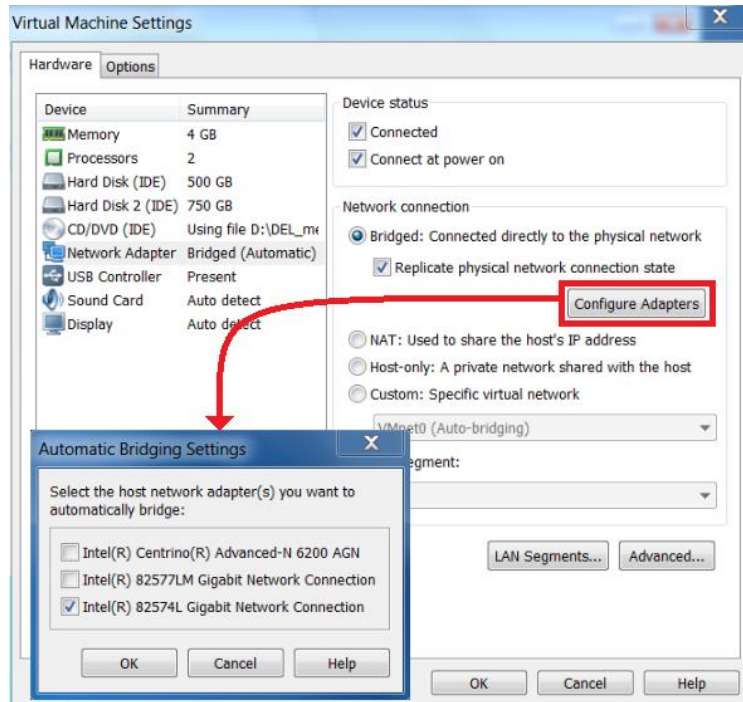 Virtual Machine Settings
X
Hardware Options
Device Summary
Memory 4 GB
Processors 2
Hard Disk (IDE) 500 GB
Hard Disk 2 (IDE) 750 GB
CD/DVD (IDE) Using file D:\DEL_me
Network Adapter Bridged (Automatic)
USB Controller Present
Sound Card Auto detect
Display Auto detect
Device status
Connected
Connect at power on
Network connection
Bridged: Connected directly to the physical network
Replicate physical network connection state
Configure Adapters
NAT: Used to share the host's IP address
Host-only: A private network shared with the host
Custom: Specific virtual network
VMnet0 (Auto-bridging)
egment:
LAN Segments... Advanced...
OK Cancel Help
Automatic Bridging Settings
X
Select the host network adapter(s) you want to
automatically bridge:
Intel(R) Centrino(R) Advanced-N 6200 AGN
Intel(R) 82577LM Gigabit Network Connection
Intel(R) 82574L Gigabit Network Connection
OK Cancel Help